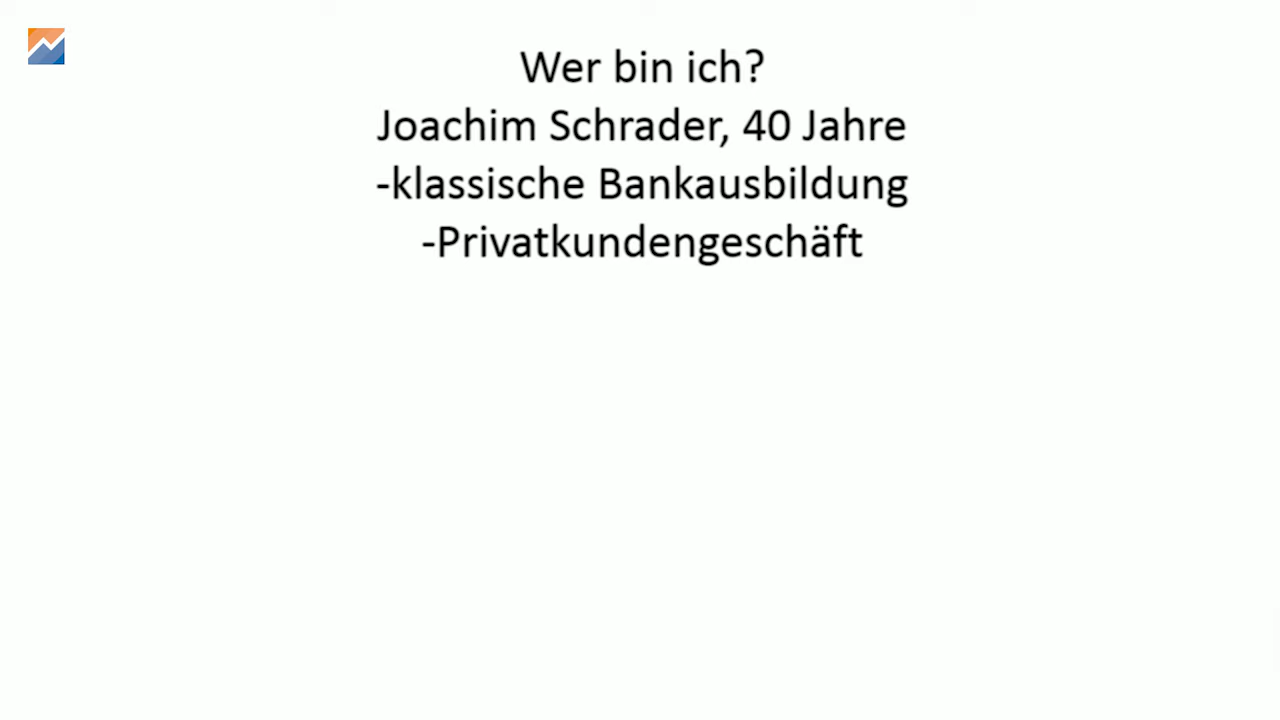 Wer bin ich?
Joachim Schrader, 40 Jahre
-klassische Bankausbildung
-Privatkundengeschäft